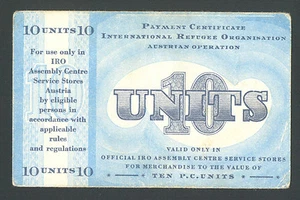 10 UNITS 10
For use only in
IRO
Assembly Centre
Service Stores
Austria
by eligible
persons in
accordance with
applicable
rules
and regulations
10 UNITS 10
PAYMENT CERTIFICATE
INTERNATIONAL REFUGEE ORGANISATION
AUSTRIAN OPERATION
10
UNITS
VALID ONLY IN
OFFICIAL IRO ASSEMBLY CENTRE SERVICE STORES
FOR MERCHANDISE TO THE VALUE OF
TEN P.C. UNITS